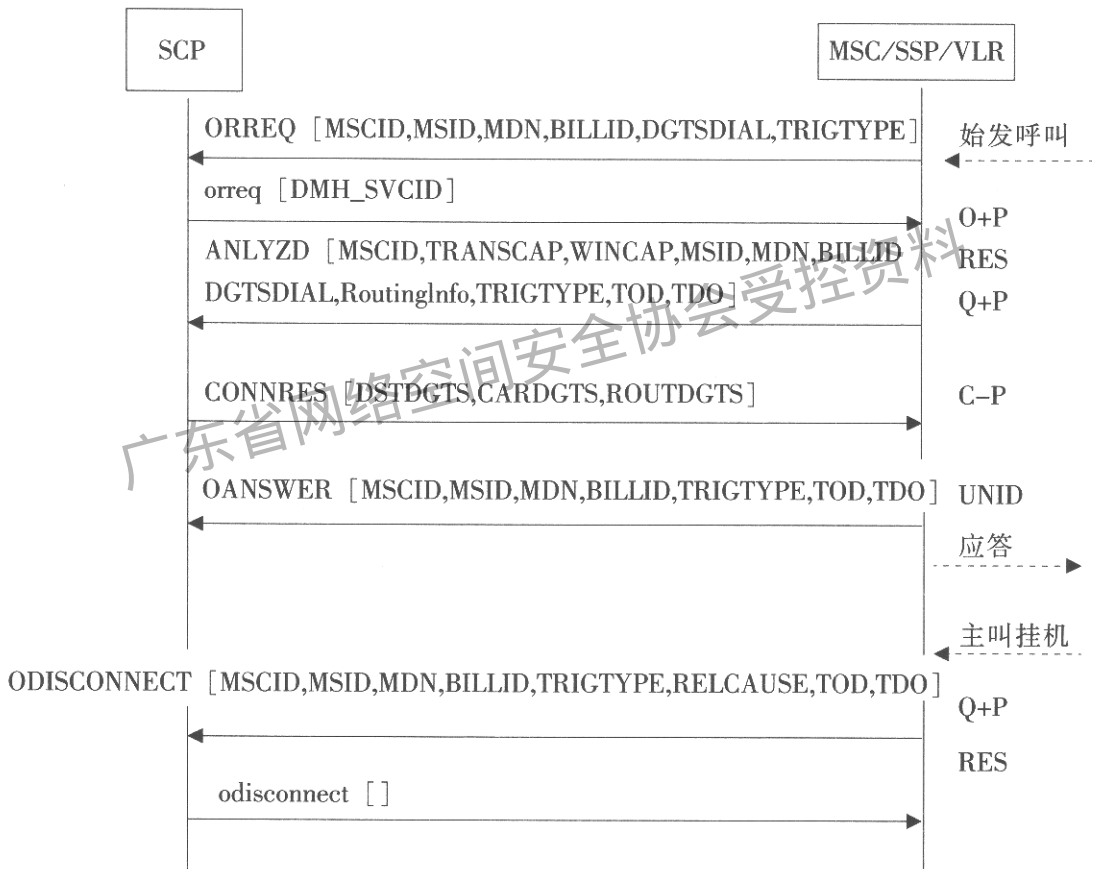 SCP
MSC/SSP/VLR
ORREQ [MSCID,MSID,MDN,BILLID,DGTSDIAL,TRIGTYPE]
始发呼叫
orreq [DMH_SVCID]
O+P
ANLYZD [MSCID,TRANSCAP,WINCAP,MSID,MDN,BILLID
RES
DGTSDIAL,RoutingInfo,TRIGTYPE,TOD,TDO]
Q+P
CONNRES [DSTDGTS,CARDGTS,ROUTDGTS]
C-P
OANSWER [MSCID,MSID,MDN,BILLID,TRIGTYPE,TOD,TDO]
UNID
应答
主叫挂机
ODISCONNECT [MSCID,MSID,MDN,BILLID,TRIGTYPE,RELCAUSE,TOD,TDO]
Q+P
RES
odisconnect []
广东省网络空间安全协会受控资料